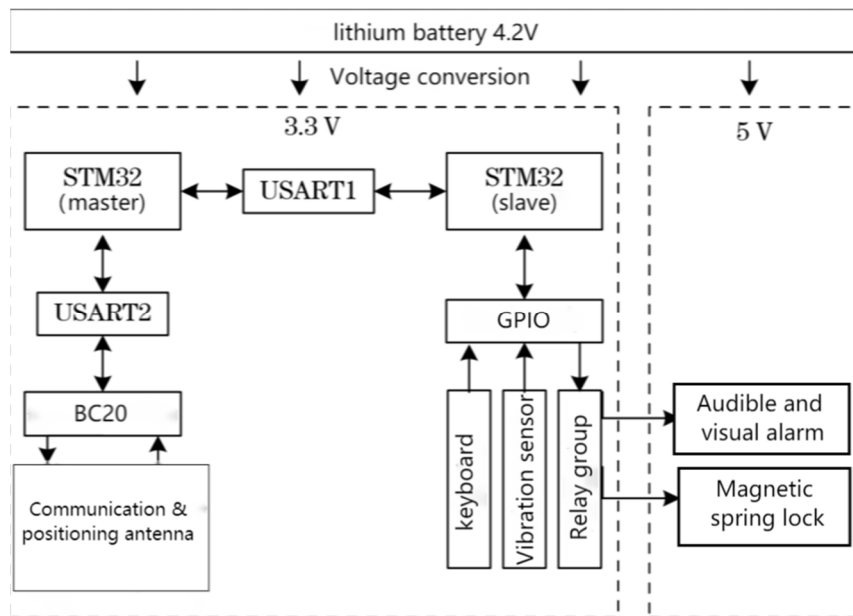 lithium battery 4.2V
Voltage conversion
3.3 V
5 V
STM32
(master)
USART1
STM32
(slave)
USART2
GPIO
BC20
Communication &
positioning antenna
keyboard
Vibration sensor
Relay group
Audible and
visual alarm
Magnetic
spring lock